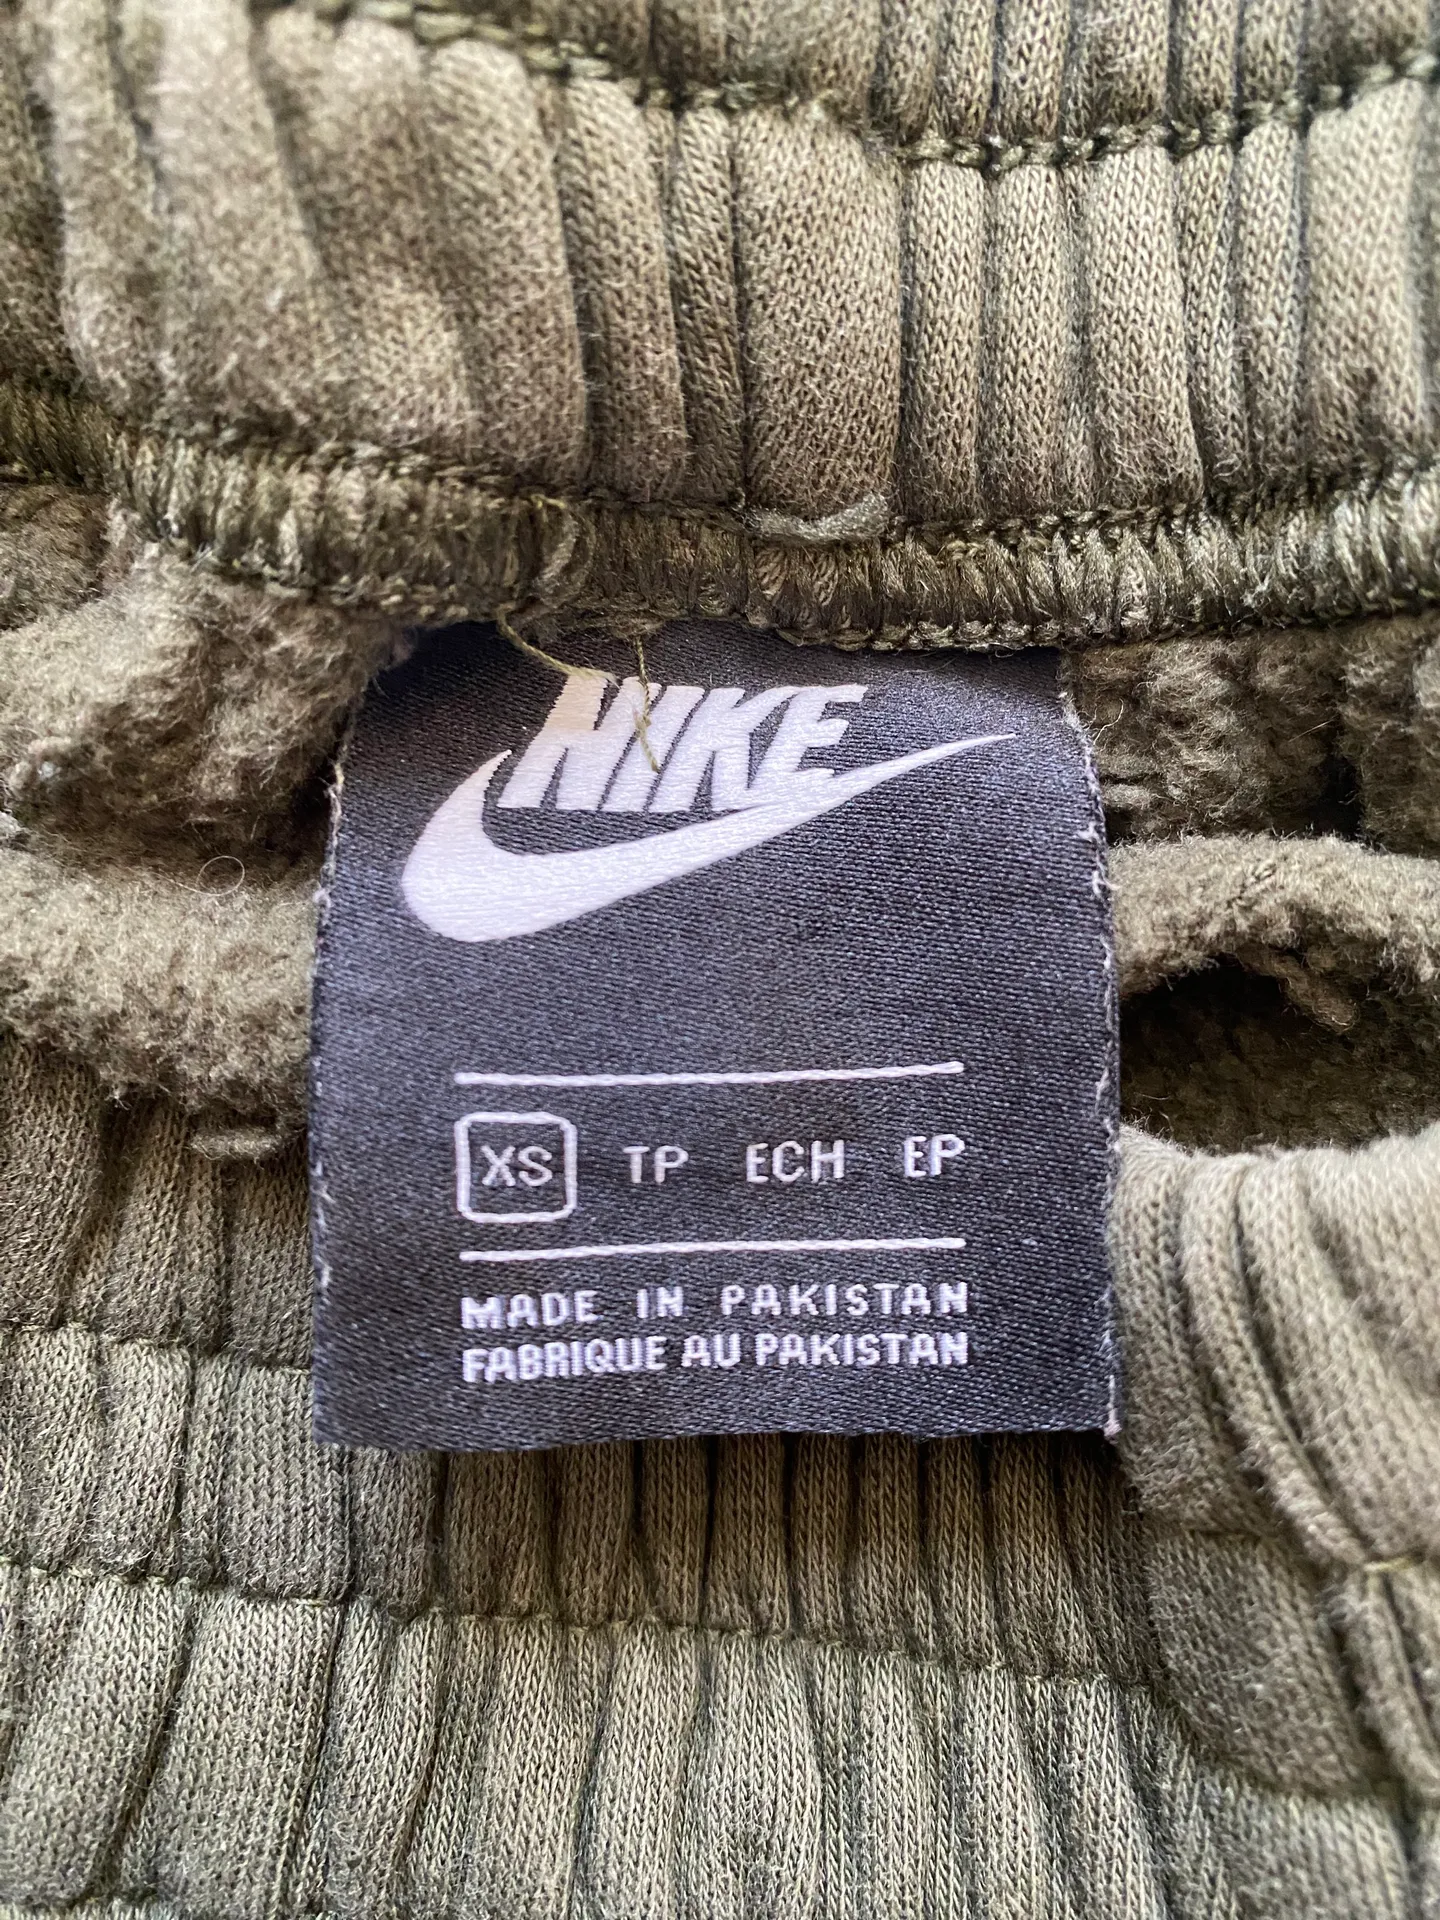 NIKE
XS TP ECH EP
MADE IN PAKISTAN
FABRIQUE AU PAKISTAN